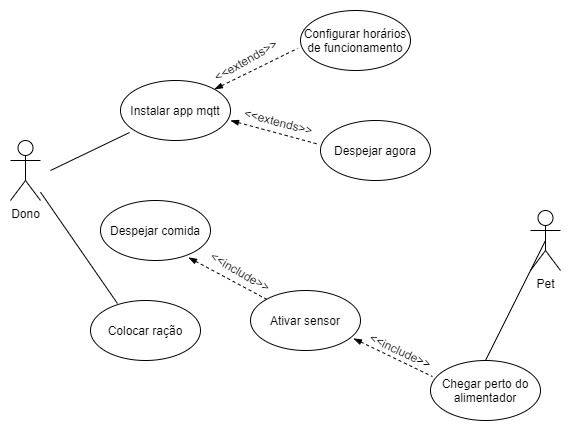 Configurar horários
de funcionamento
<<extends>>
Instalar app mqtt
<<extends>>
Despejar agora
Dono
Despejar comida
<<include>>
Pet
Ativar sensor
Colocar ração
<<include>>
Chegar perto do
alimentador